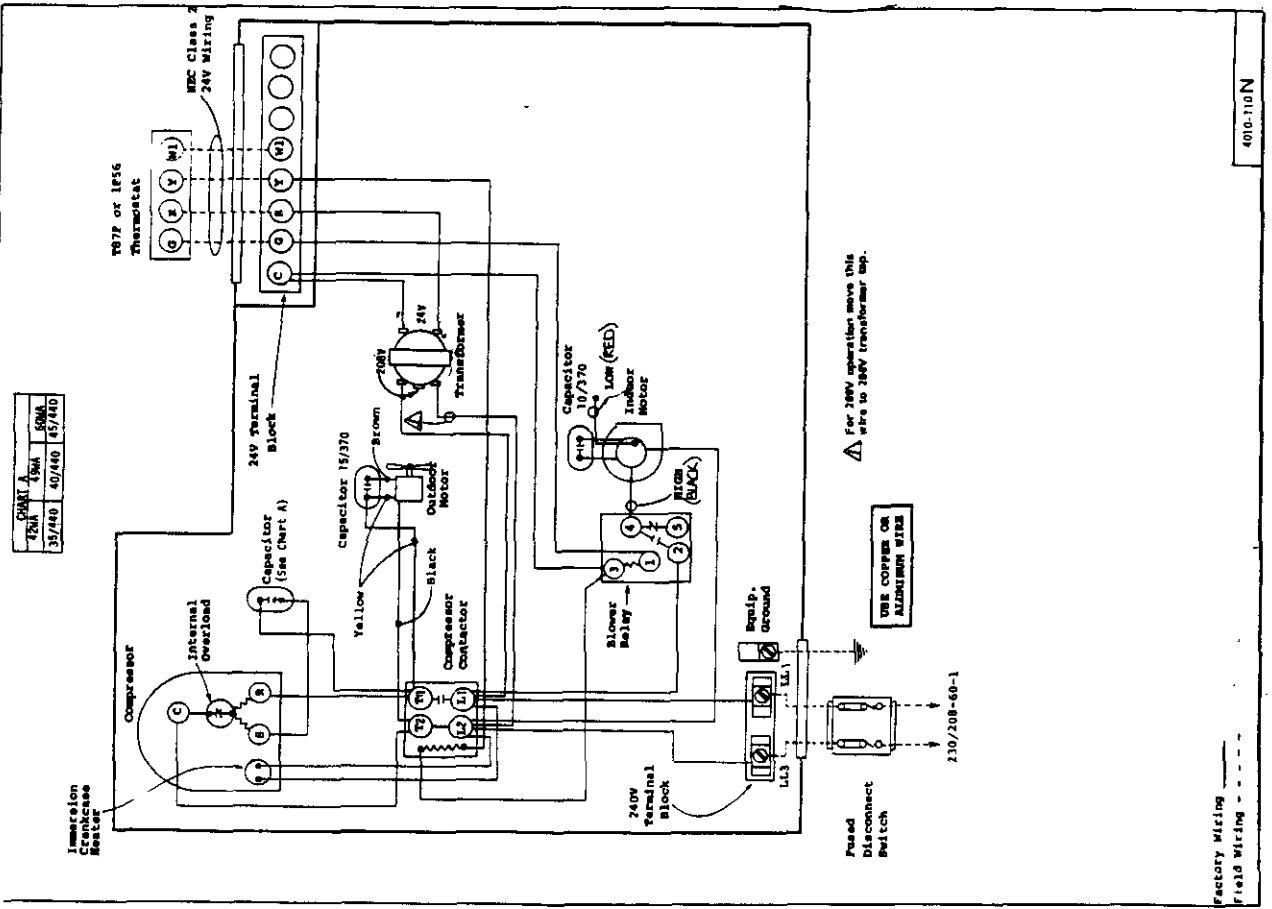 CHART A
42WA 49WA 60WA
35/440 40/440 45/440
T87F or 1F56
Thermostat
G R Y W1
NEC Class 2
24V Wiring
C G R Y W1
24V Terminal
Block
Compressor
Internal
Overload
C
S R
Immersion
Crankcase
Heater
Capacitor
(See Chart A)
Capacitor 15/370
Brown
Outdoor
Motor
Yellow
Black
208V
24V
Transformer
Compressor
Contactor
T2 T1
L2 L1
Capacitor
10/370
LOW (RED)
Indoor
Motor
HIGH
(BLACK)
Blower
Relay
3 1 4 2 5
Equip.
Ground
240V
Terminal
Block
LL3
LL1
Fused
Disconnect
Switch
230/208-60-1
USE COPPER OR
ALUMINUM WIRE
For 208V operation move this
wire to 208V transformer tap.
Factory Wiring
Field Wiring
4010-110N